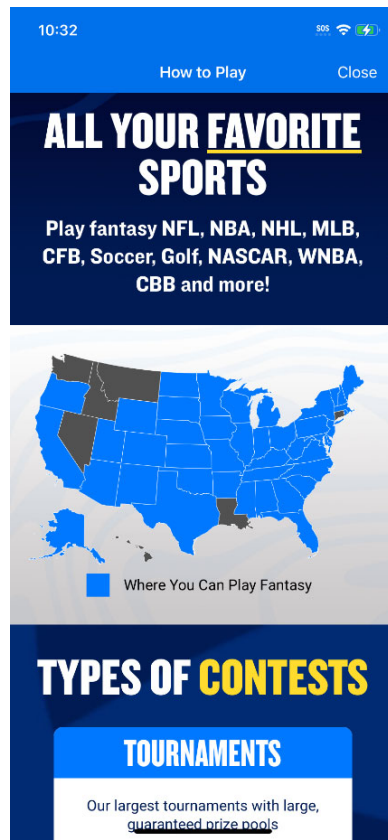 10:32
SOS
How to Play
Close
ALL YOUR FAVORITE
SPORTS
Play fantasy NFL, NBA, NHL, MLB,
CFB, Soccer, Golf, NASCAR, WNBA,
CBB and more!
Where You Can Play Fantasy
TYPES OF CONTESTS
TOURNAMENTS
Our largest tournaments with large,
guaranteed prize pools